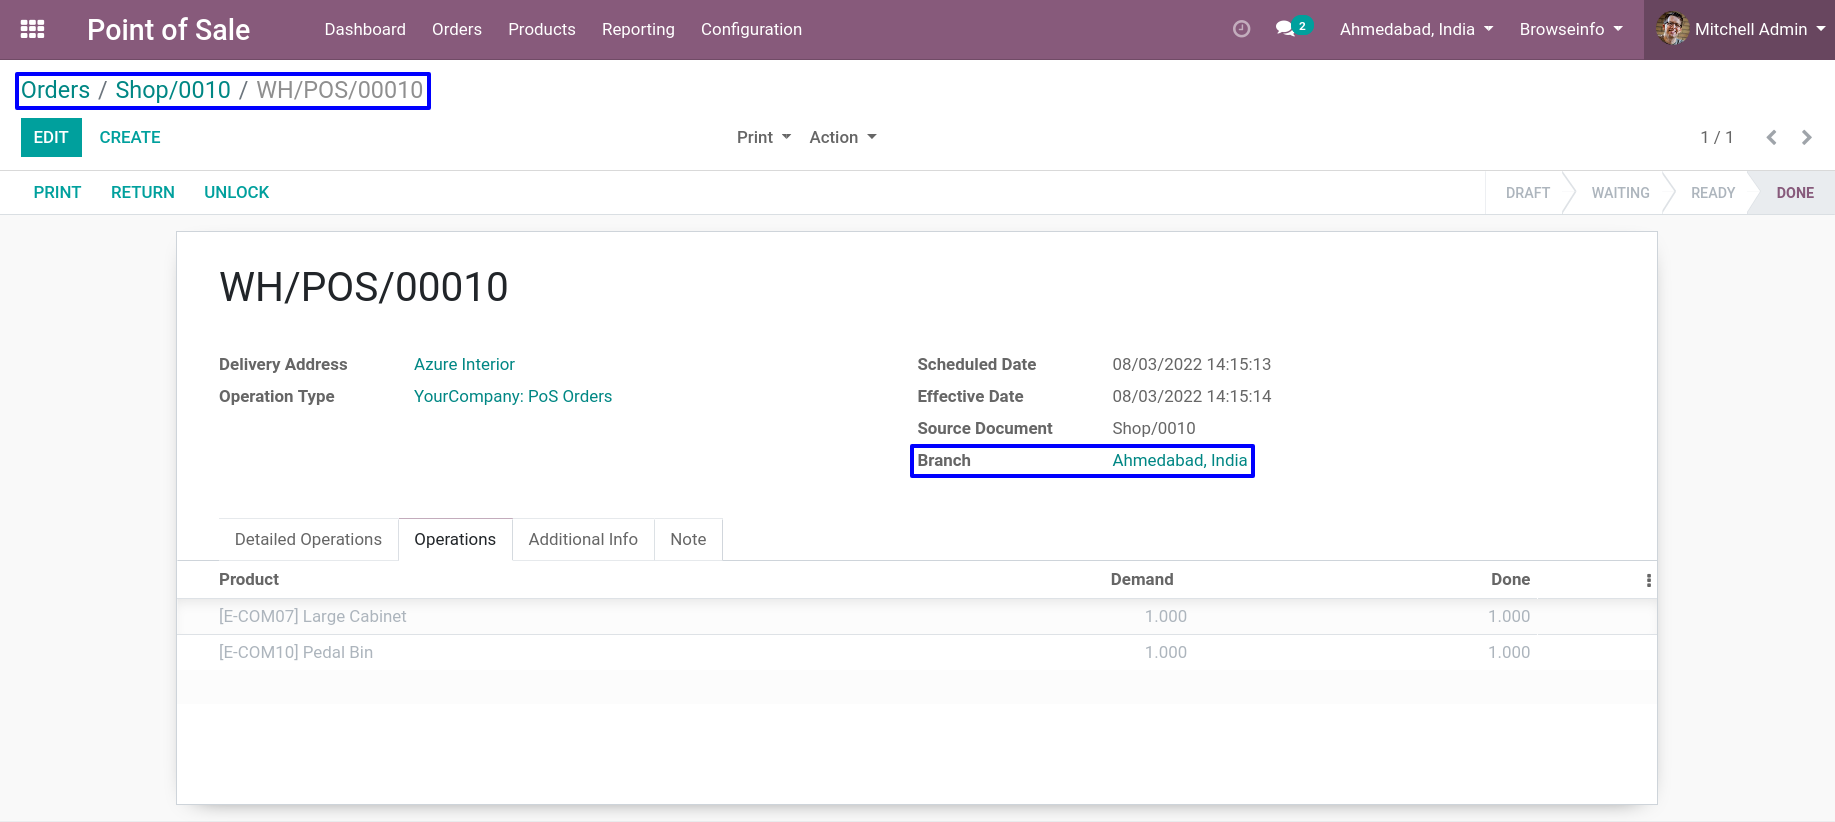 Point of Sale Dashboard Orders Products Reporting Configuration 2 Ahmedabad, India Browseinfo Mitchell Admin
Orders / Shop/0010 / WH/POS/00010
EDIT CREATE Print Action 1 / 1
PRINT RETURN UNLOCK DRAFT WAITING READY DONE
WH/POS/00010
Delivery Address Azure Interior Scheduled Date 08/03/2022 14:15:13
Operation Type YourCompany: PoS Orders Effective Date 08/03/2022 14:15:14
Source Document Shop/0010
Branch Ahmedabad, India
Detailed Operations Operations Additional Info Note
Product Demand Done
[E-COM07] Large Cabinet 1.000 1.000
[E-COM10] Pedal Bin 1.000 1.000